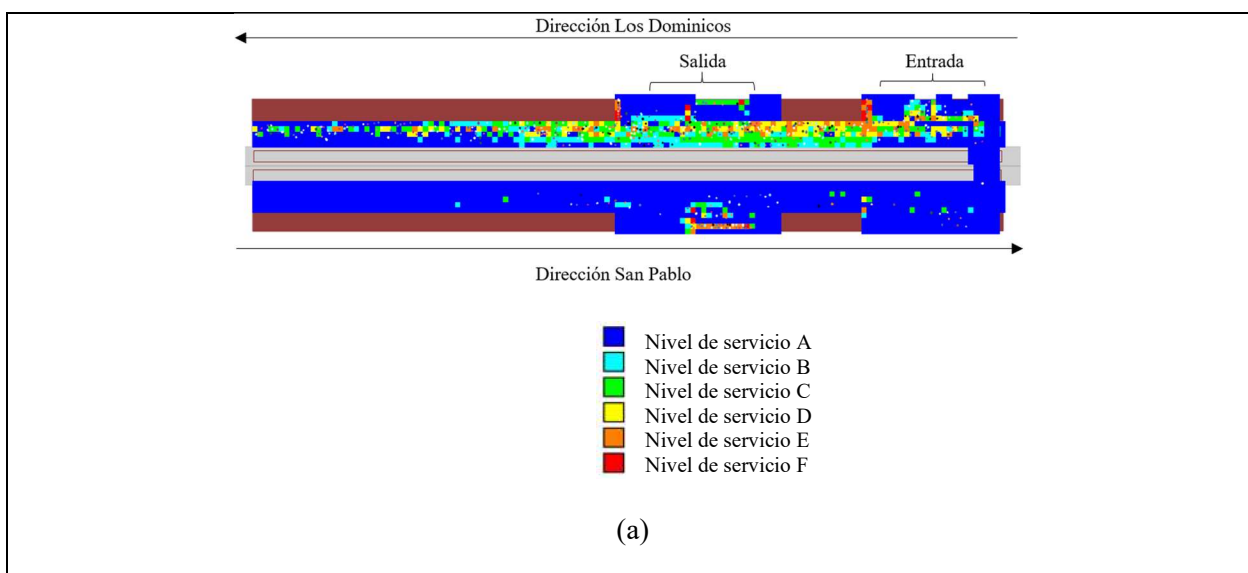 Dirección Los Dominicos
Salida
Entrada
Dirección San Pablo
Nivel de servicio A
Nivel de servicio B
Nivel de servicio C
Nivel de servicio D
Nivel de servicio E
Nivel de servicio F
(a)